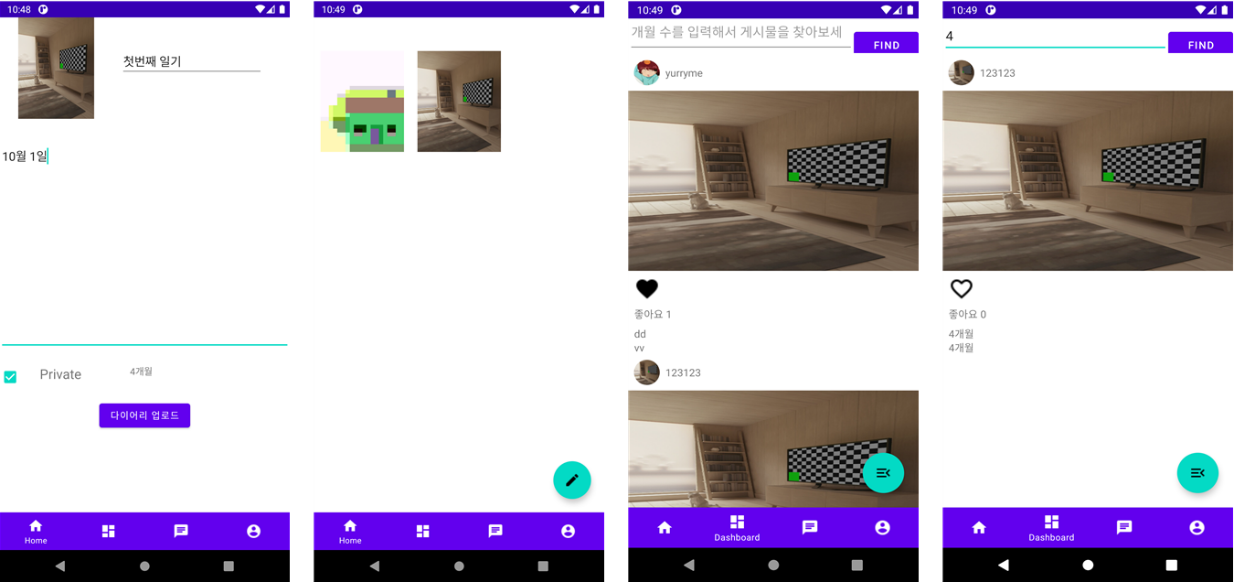 10:48
첫번째 일기
10월 1일
Private
4개월
다이어리 업로드
Home
10:49
Home
10:49
개월 수를 입력해서 게시물을 찾아보세
FIND
yurryme
좋아요 1
dd
vv
123123
Dashboard
10:49
4
FIND
123123
좋아요 0
4개월
4개월
Dashboard